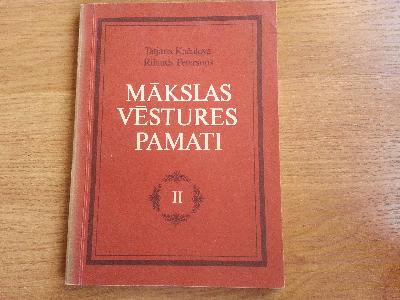 Tatjana Kačalova
Rihards Pētersons
MĀKSLAS
VĒSTURES
PAMATI
II